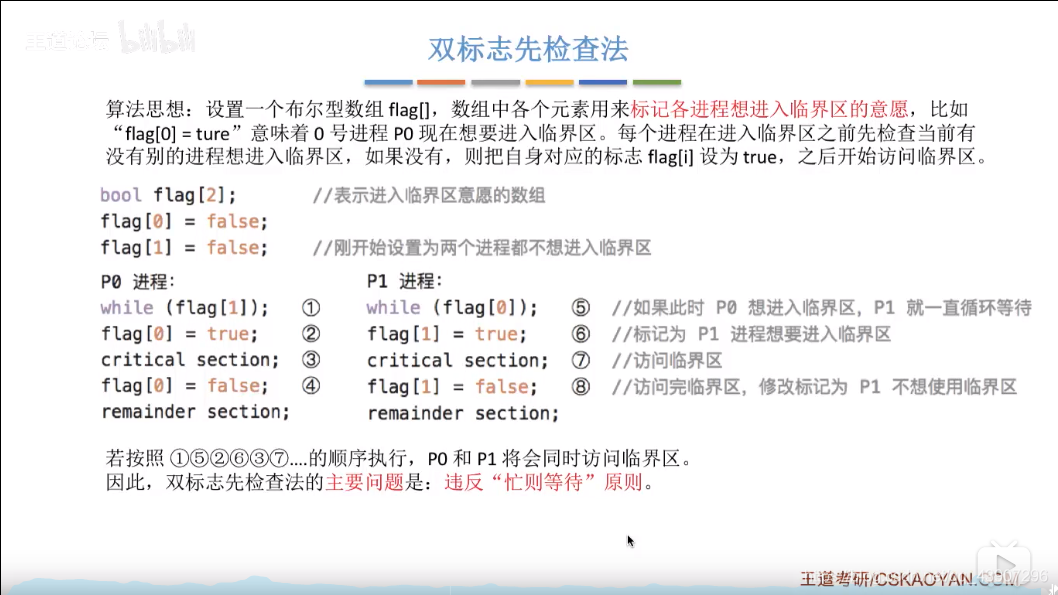 王道论坛 bilibili
双标志先检查法
算法思想：设置一个布尔型数组 flag[]，数组中各个元素用来标记各进程想进入临界区的意愿，比如
“flag[0] = ture”意味着 0 号进程 P0 现在想要进入临界区。每个进程在进入临界区之前先检查当前有
没有别的进程想进入临界区，如果没有，则把自身对应的标志 flag[i] 设为 true，之后开始访问临界区。
bool flag[2]; //表示进入临界区意愿的数组
flag[0] = false;
flag[1] = false; //刚开始设置为两个进程都不想进入临界区
P0 进程： P1 进程：
while (flag[1]); ① while (flag[0]); ⑤ //如果此时 P0 想进入临界区，P1 就一直循环等待
flag[0] = true; ② flag[1] = true; ⑥ //标记为 P1 进程想要进入临界区
critical section; ③ critical section; ⑦ //访问临界区
flag[0] = false; ④ flag[1] = false; ⑧ //访问完临界区，修改标记为 P1 不想使用临界区
remainder section; remainder section;
若按照 ①⑤②⑥③⑦....的顺序执行，P0 和 P1 将会同时访问临界区。
因此，双标志先检查法的主要问题是：违反“忙则等待”原则。
王道考研/CSKAOYAN.COM